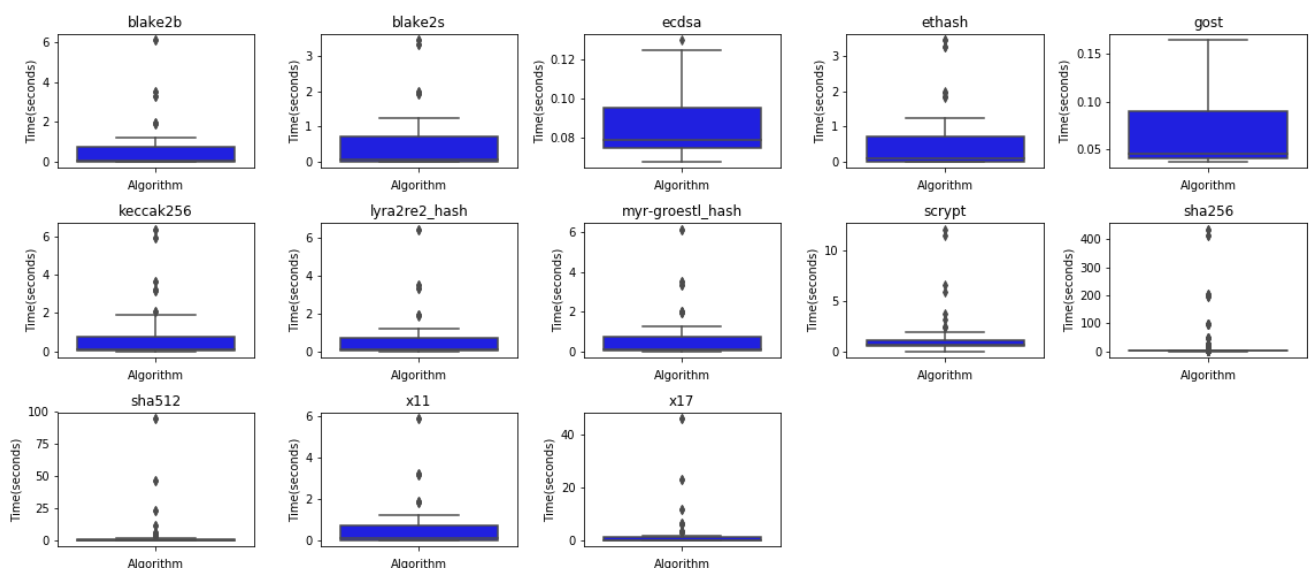 blake2b
6
4
2
0
Time(seconds)
Algorithm
blake2s
3
2
1
0
Time(seconds)
Algorithm
ecdsa
0.12
0.10
0.08
Time(seconds)
Algorithm
ethash
3
2
1
0
Time(seconds)
Algorithm
gost
0.15
0.10
0.05
Time(seconds)
Algorithm
keccak256
6
4
2
0
Time(seconds)
Algorithm
lyra2re2_hash
6
4
2
0
Time(seconds)
Algorithm
myr-groestl_hash
6
4
2
0
Time(seconds)
Algorithm
scrypt
10
5
0
Time(seconds)
Algorithm
sha256
400
300
200
100
0
Time(seconds)
Algorithm
sha512
100
75
50
25
0
Time(seconds)
Algorithm
x11
6
4
2
0
Time(seconds)
Algorithm
x17
40
20
0
Time(seconds)
Algorithm